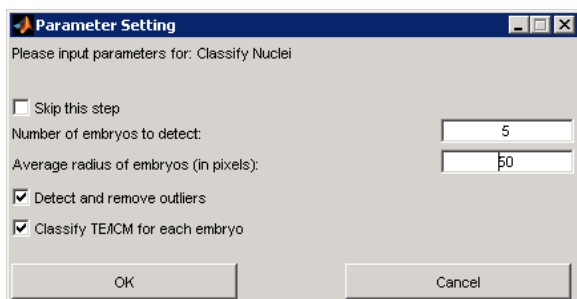 Parameter Setting
Please input parameters for: Classify Nuclei
Skip this step
Number of embryos to detect: 5
Average radius of embryos (in pixels): 50
Detect and remove outliers
Classify TE/ICM for each embryo
OK Cancel